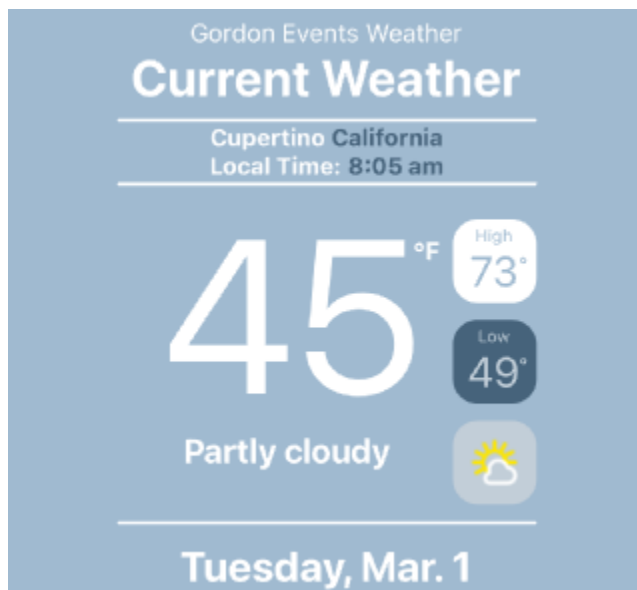 Gordon Events Weather
Current Weather
Cupertino California
Local Time: 8:05 am
45 °F
High
73°
Low
49°
Partly cloudy
Tuesday, Mar. 1